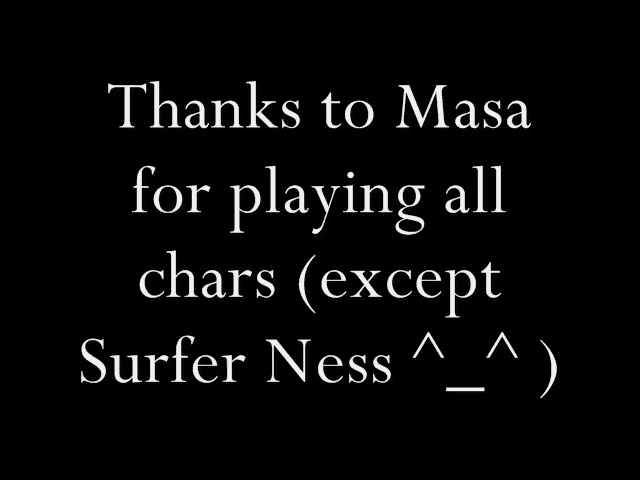 Thanks to Masa
for playing all
chars (except
Surfer Ness ^_^ )